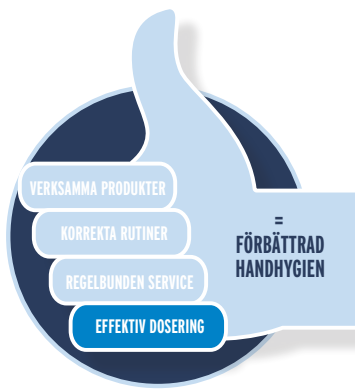 VERKSAMMA PRODUKTER
KORREKTA RUTINER
REGELBUNDEN SERVICE
EFFEKTIV DOSERING
=
FÖRBÄTTRAD
HANDHYGIEN